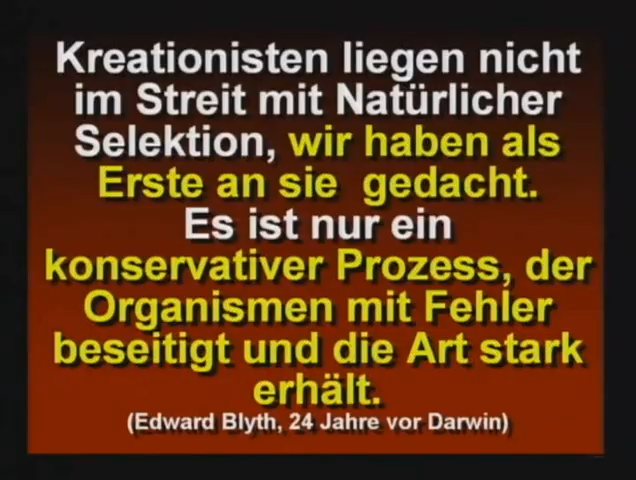 Kreationisten liegen nicht
im Streit mit Natürlicher
Selektion, wir haben als
Erste an sie gedacht.
Es ist nur ein
konservativer Prozess, der
Organismen mit Fehler
beseitigt und die Art stark
erhält.
(Edward Blyth, 24 Jahre vor Darwin)